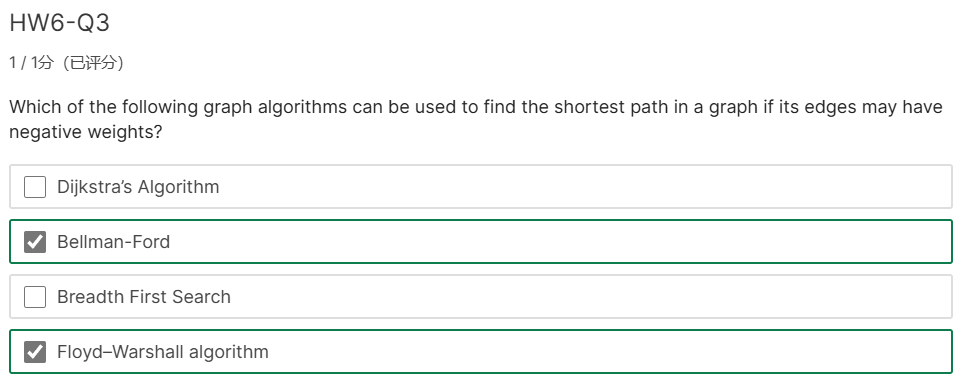 HW6-Q3
1 / 1分（已评分）
Which of the following graph algorithms can be used to find the shortest path in a graph if its edges may have
negative weights?
Dijkstra’s Algorithm
Bellman-Ford
Breadth First Search
Floyd–Warshall algorithm